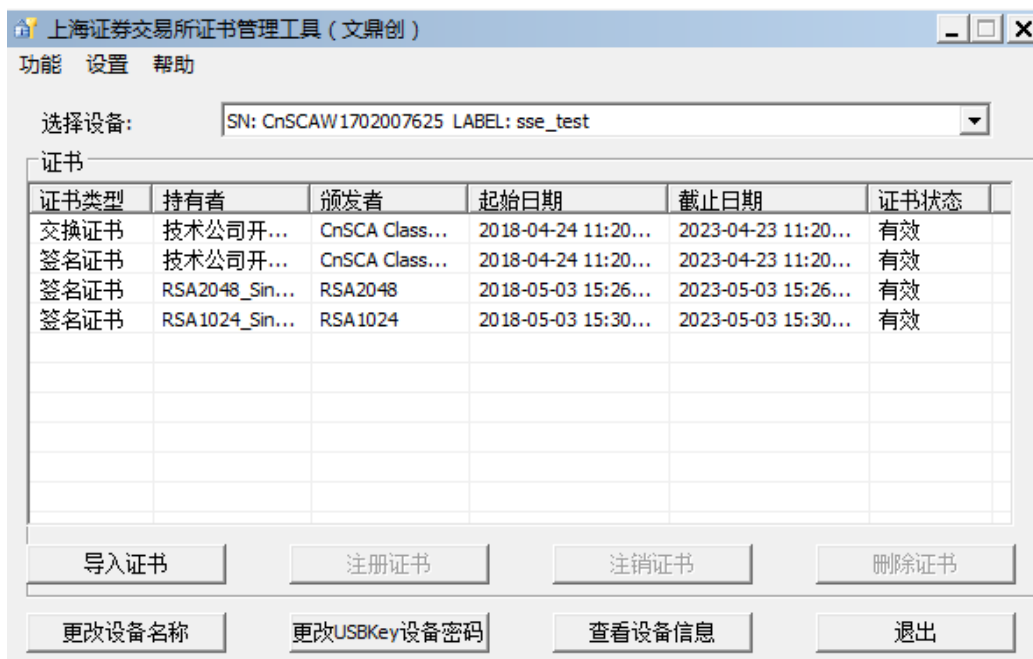 上海证券交易所证书管理工具（文鼎创）
功能 设置 帮助
选择设备: SN: CnSCAW1702007625 LABEL: sse_test
证书
证书类型 持有者 颁发者 起始日期 截止日期 证书状态
交换证书 技术公司开... CnSCA Class... 2018-04-24 11:20... 2023-04-23 11:20... 有效
签名证书 技术公司开... CnSCA Class... 2018-04-24 11:20... 2023-04-23 11:20... 有效
签名证书 RSA2048_Sin... RSA2048 2018-05-03 15:26... 2023-05-03 15:26... 有效
签名证书 RSA1024_Sin... RSA1024 2018-05-03 15:30... 2023-05-03 15:30... 有效
导入证书 注册证书 注销证书 删除证书
更改设备名称 更改USBKey设备密码 查看设备信息 退出